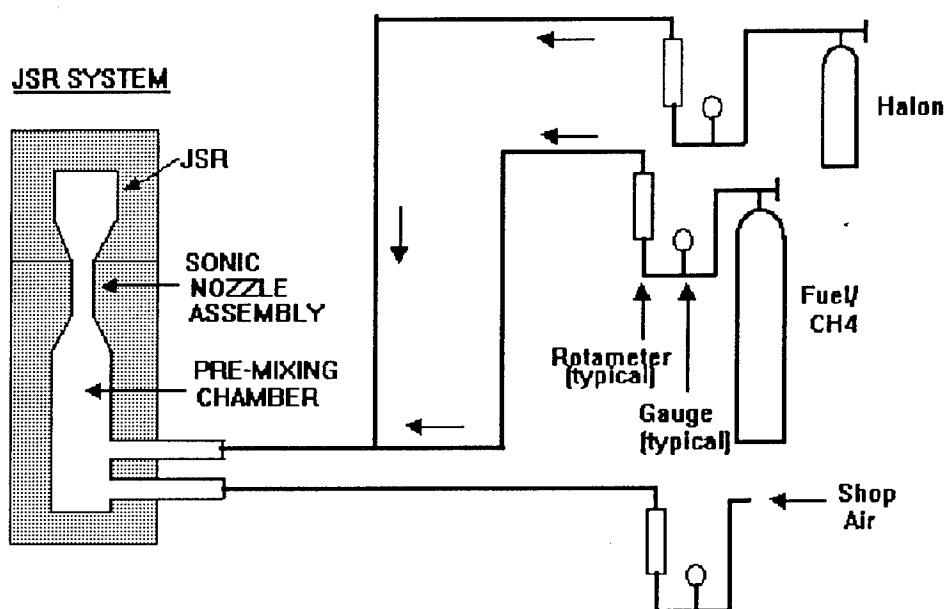 JSR SYSTEM
JSR
SONIC
NOZZLE
ASSEMBLY
PRE-MIXING
CHAMBER
Halon
Fuel/
CH4
Rotameter
(typical)
Gauge
(typical)
Shop
Air